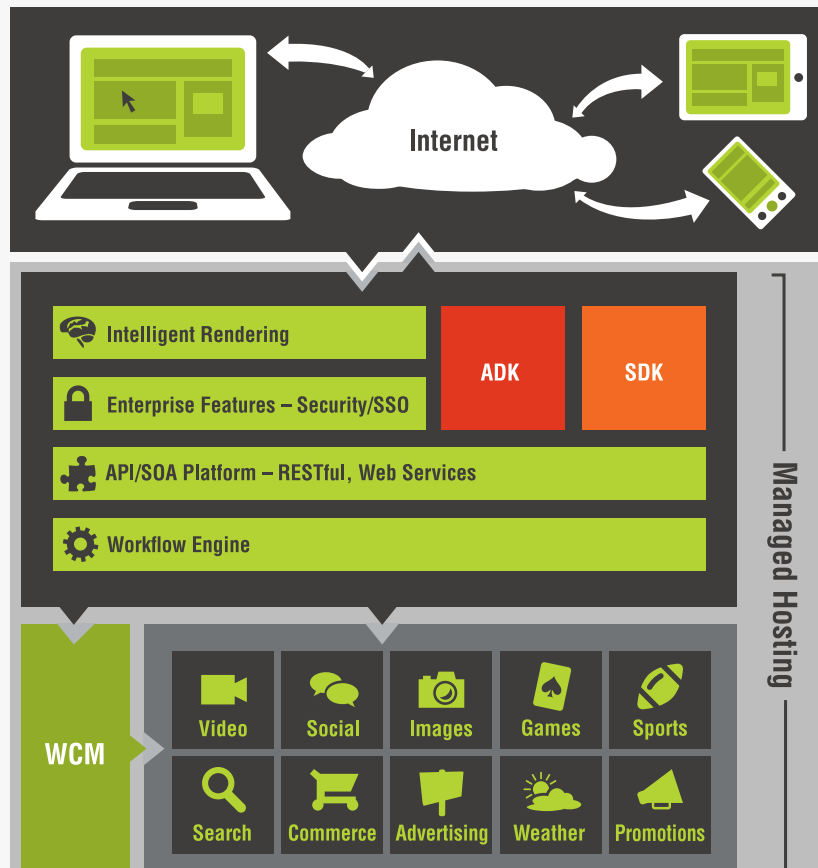 Internet
Intelligent Rendering
ADK
SDK
Enterprise Features – Security/SSO
API/SOA Platform – RESTful, Web Services
Workflow Engine
Managed Hosting
WCM
Video
Social
Images
Games
Sports
Search
Commerce
Advertising
Weather
Promotions